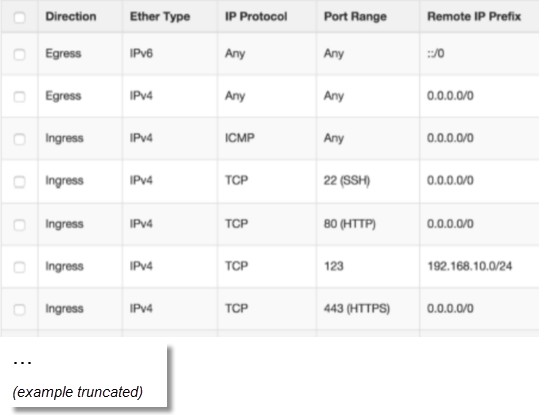 Direction Ether Type IP Protocol Port Range Remote IP Prefix
Egress IPv6 Any Any ::/0
Egress IPv4 Any Any 0.0.0.0/0
Ingress IPv4 ICMP Any 0.0.0.0/0
Ingress IPv4 TCP 22 (SSH) 0.0.0.0/0
Ingress IPv4 TCP 80 (HTTP) 0.0.0.0/0
Ingress IPv4 TCP 123 192.168.10.0/24
Ingress IPv4 TCP 443 (HTTPS) 0.0.0.0/0
...
(example truncated)